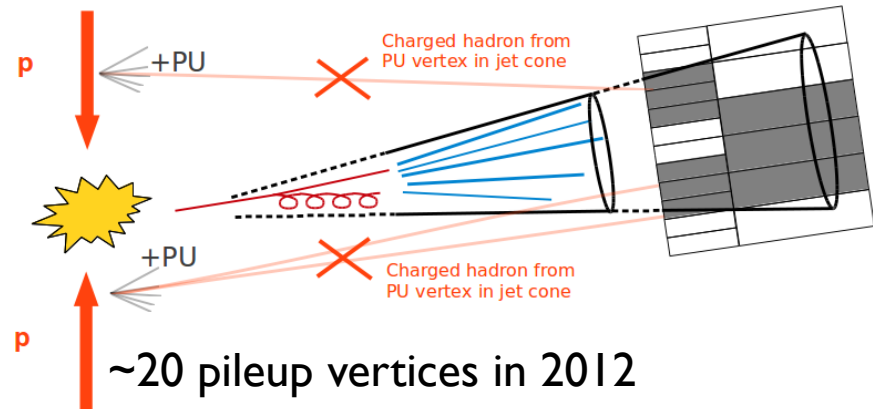 p
+PU
Charged hadron from
PU vertex in jet cone
+PU
Charged hadron from
PU vertex in jet cone
p
~20 pileup vertices in 2012